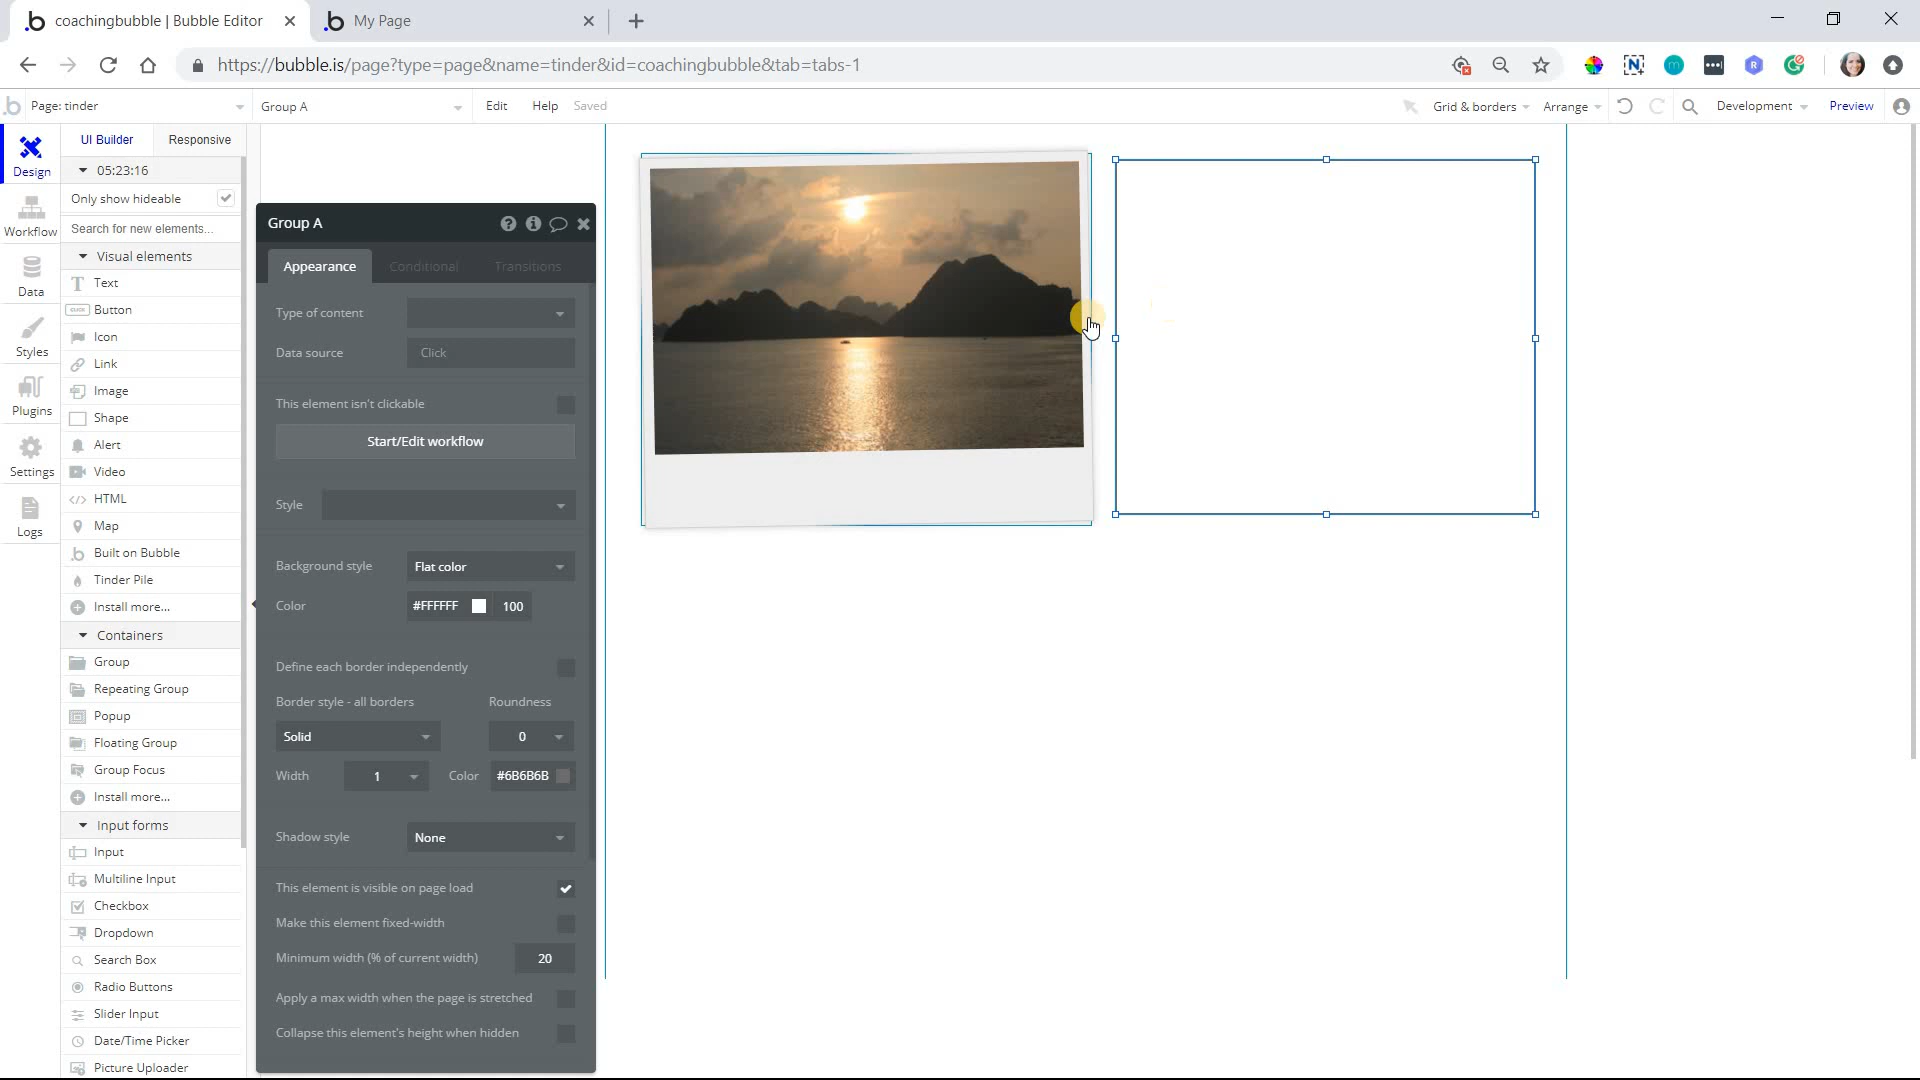 coachingbubble | Bubble Editor
My Page
https://bubble.is/page?type=page&name=tinder&id=coachingbubble&tab=tabs-1
Page: tinder
Group A
Edit
Help
Saved
Grid & borders
Arrange
Development
Preview
Design
Workflow
Data
Styles
Plugins
Settings
Logs
UI Builder
Responsive
05:23:16
Only show hideable
Search for new elements...
Visual elements
Text
CLICK Button
Icon
Link
Image
Shape
Alert
Video
HTML
Map
Built on Bubble
Tinder Pile
Install more...
Containers
Group
Repeating Group
Popup
Floating Group
Group Focus
Install more...
Input forms
Input
Multiline Input
Checkbox
Dropdown
Search Box
Radio Buttons
Slider Input
Date/Time Picker
Picture Uploader
Group A
Appearance
Conditional
Transitions
Type of content
Data source
Click
This element isn't clickable
Start/Edit workflow
Style
Background style
Flat color
Color
#FFFFFF
100
Define each border independently
Border style - all borders
Roundness
Solid
0
Width
1
Color
#6B6B6B
Shadow style
None
This element is visible on page load
Make this element fixed-width
Minimum width (% of current width)
20
Apply a max width when the page is stretched
Collapse this element's height when hidden